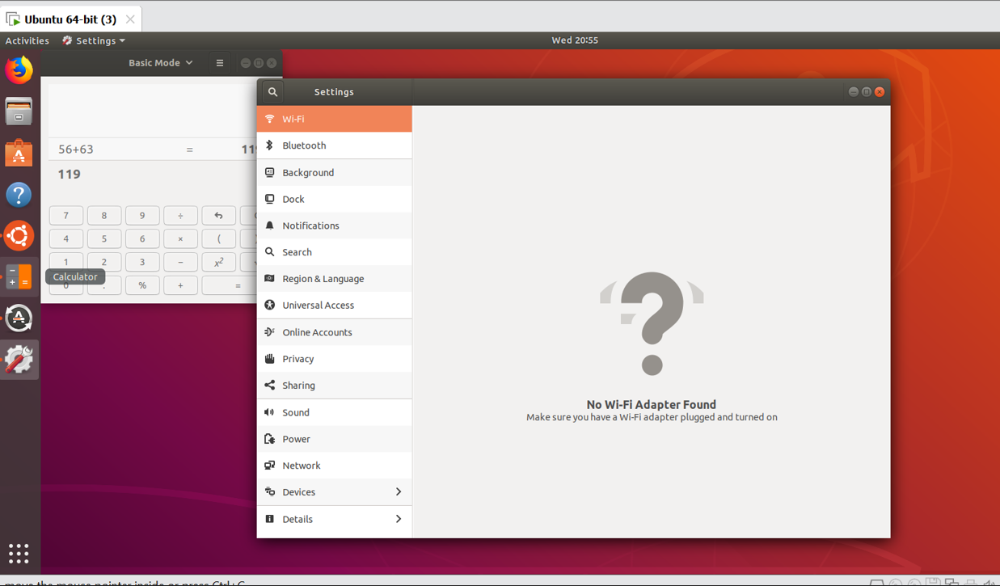 Ubuntu 64-bit (3)
Activities Settings Wed 20:55
Basic Mode
56+63 = 119
119
7 8 9 ÷
4 5 6 × (
1 2 3 − x²
0 . % + =
Calculator
Settings
Wi-Fi
Bluetooth
Background
Dock
Notifications
Search
Region & Language
Universal Access
Online Accounts
Privacy
Sharing
Sound
Power
Network
Devices
Details
No Wi-Fi Adapter Found
Make sure you have a Wi-Fi adapter plugged and turned on
move the mouse pointer inside or press Ctrl+G